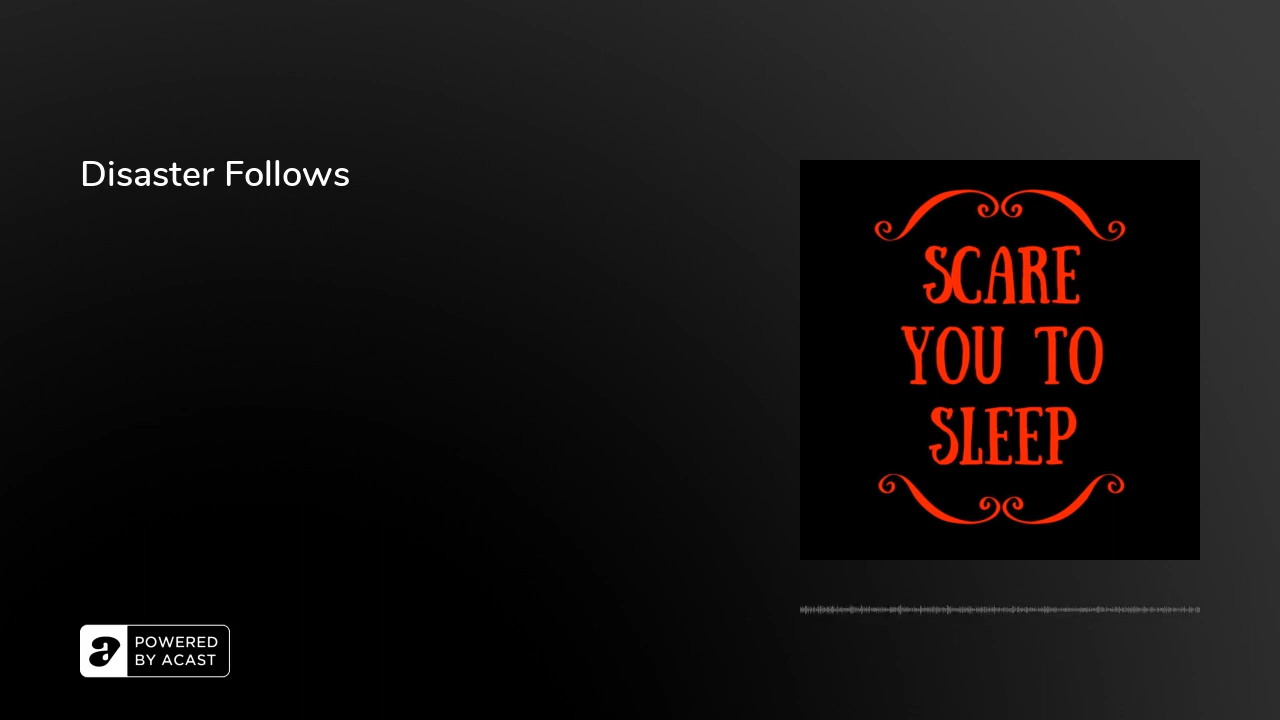 Disaster Follows
SCARE
YOU TO
SLEEP
a
POWERED
BY ACAST